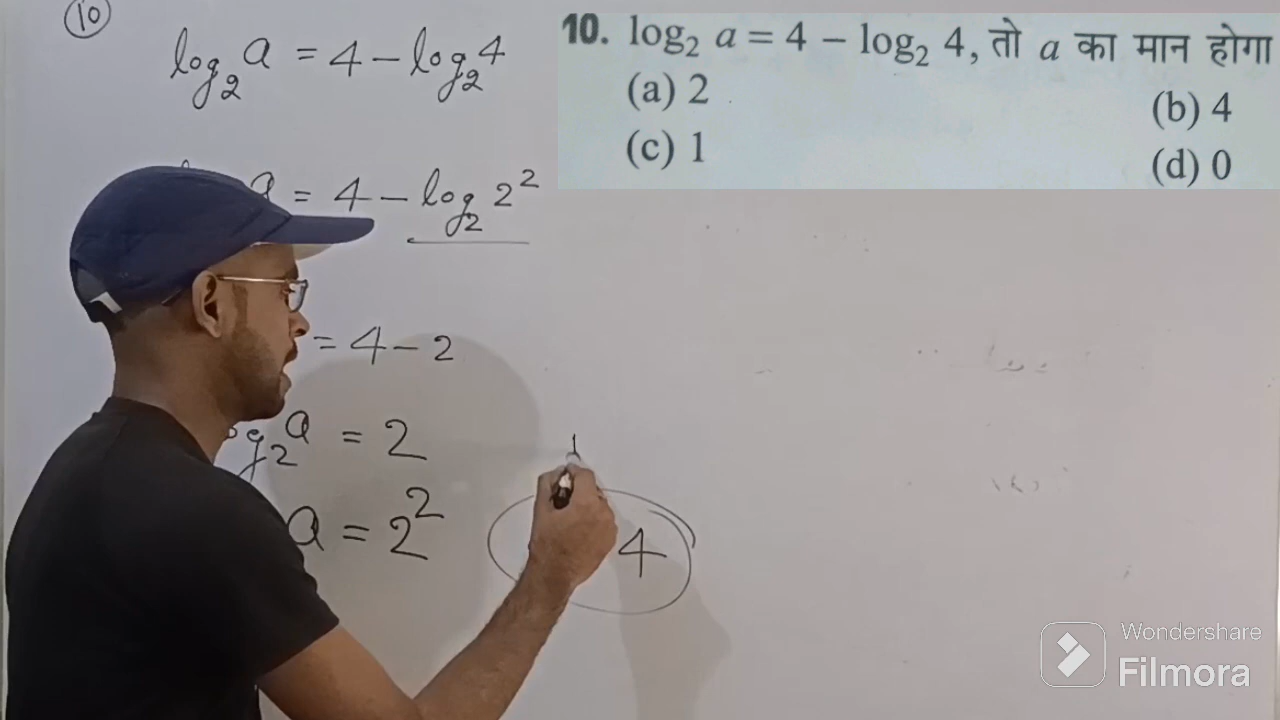 10
log₂ a = 4 – log₂ 4
a = 4 – log₂ 2²
= 4 – 2
og₂ a = 2
a = 2²
4
10. log₂ a = 4 – log₂ 4, तो a का मान होगा
(a) 2
(b) 4
(c) 1
(d) 0
Wondershare
Filmora